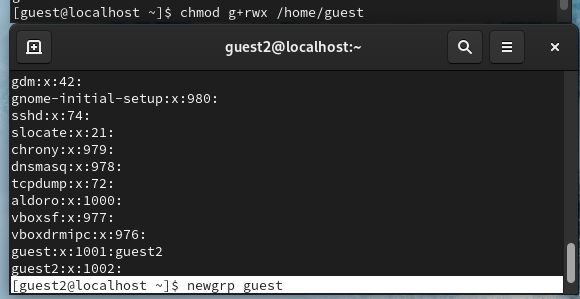 [guest@localhost ~]$ chmod g+rwx /home/guest
guest2@localhost:~
gdm:x:42:
gnome-initial-setup:x:980:
sshd:x:74:
slocate:x:21:
chrony:x:979:
dnsmasq:x:978:
tcpdump:x:72:
aldoro:x:1000:
vboxsf:x:977:
vboxdrmipc:x:976:
guest:x:1001:guest2
guest2:x:1002:
[guest2@localhost ~]$ newgrp guest